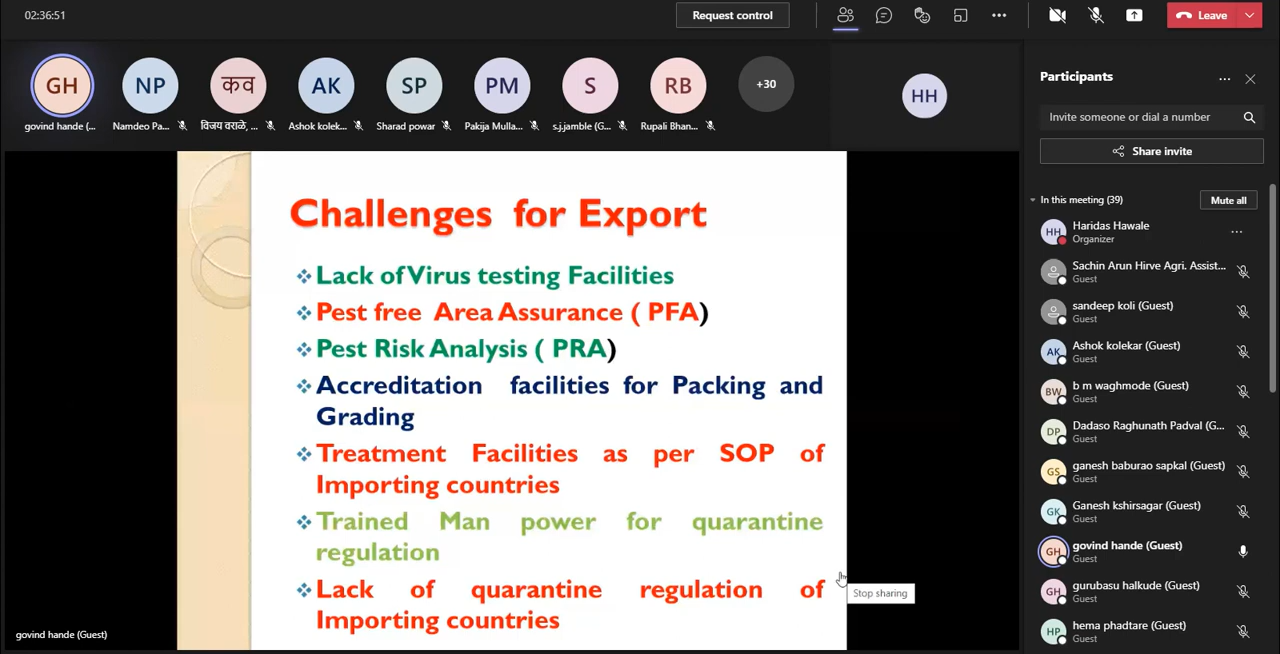 02:36:51
Request control
Leave
GH
NP
कव
AK
SP
PM
S
RB
+30
HH
govind hande (...
Namdeo Pa...
विजय वराळे, ...
Ashok kolek...
Sharad powar
Pakija Mulla...
s.j.jamble (G...
Rupali Bhan...
Challenges for Export
Lack of Virus testing Facilities
Pest free Area Assurance ( PFA)
Pest Risk Analysis ( PRA)
Accreditation facilities for Packing and
Grading
Treatment Facilities as per SOP of
Importing countries
Trained Man power for quarantine
regulation
Lack of quarantine regulation of
Importing countries
Stop sharing
govind hande (Guest)
Participants
Invite someone or dial a number
Share invite
In this meeting (39)
Mute all
HH
Haridas Hawale
Organizer
Sachin Arun Hirve Agri. Assist...
Guest
sandeep koli (Guest)
Guest
AK
Ashok kolekar (Guest)
Guest
BW
b m waghmode (Guest)
Guest
DP
Dadaso Raghunath Padval (G...
Guest
GS
ganesh baburao sapkal (Guest)
Guest
GK
Ganesh kshirsagar (Guest)
Guest
GH
govind hande (Guest)
Guest
GH
gurubasu halkude (Guest)
Guest
HP
hema phadtare (Guest)
Guest